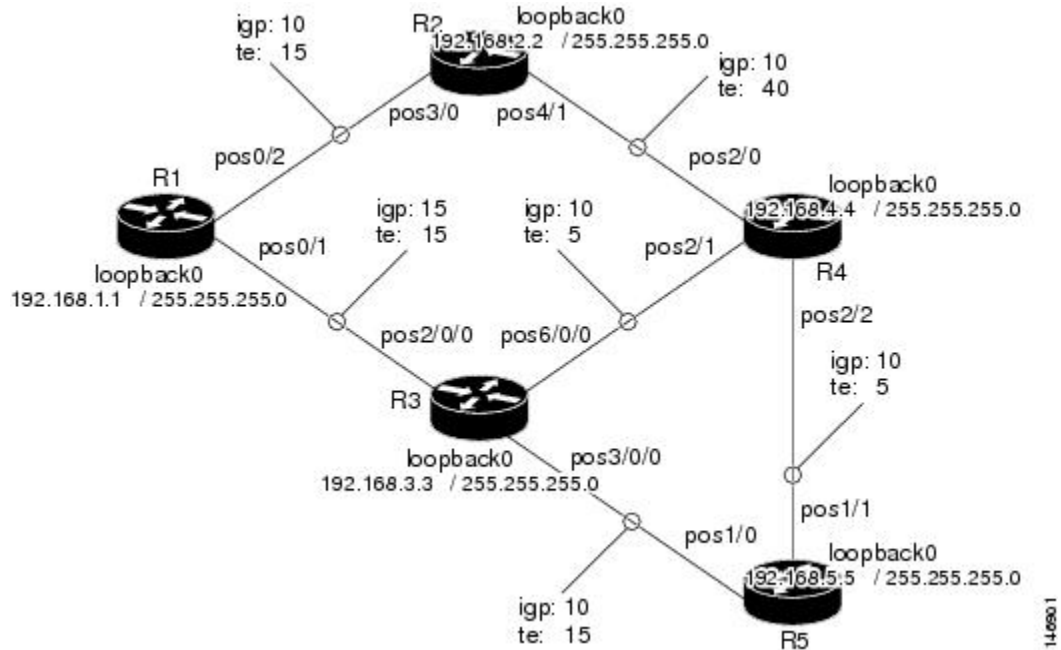 igp: 10
te: 15
R2
loopback0
192.168.2.2 / 255.255.255.0
igp: 10
te: 40
pos3/0
pos4/1
pos0/2
pos2/0
R1
igp: 15
te: 15
igp: 10
te: 5
loopback0
192.168.4.4 / 255.255.255.0
pos0/1
pos2/1
loopback0
192.168.1.1 / 255.255.255.0
R4
pos2/2
pos2/0/0
pos6/0/0
igp: 10
te: 5
R3
loopback0
192.168.3.3 / 255.255.255.0
pos3/0/0
pos1/1
pos1/0
loopback0
192.168.5.5 / 255.255.255.0
igp: 10
te: 15
R5
146901